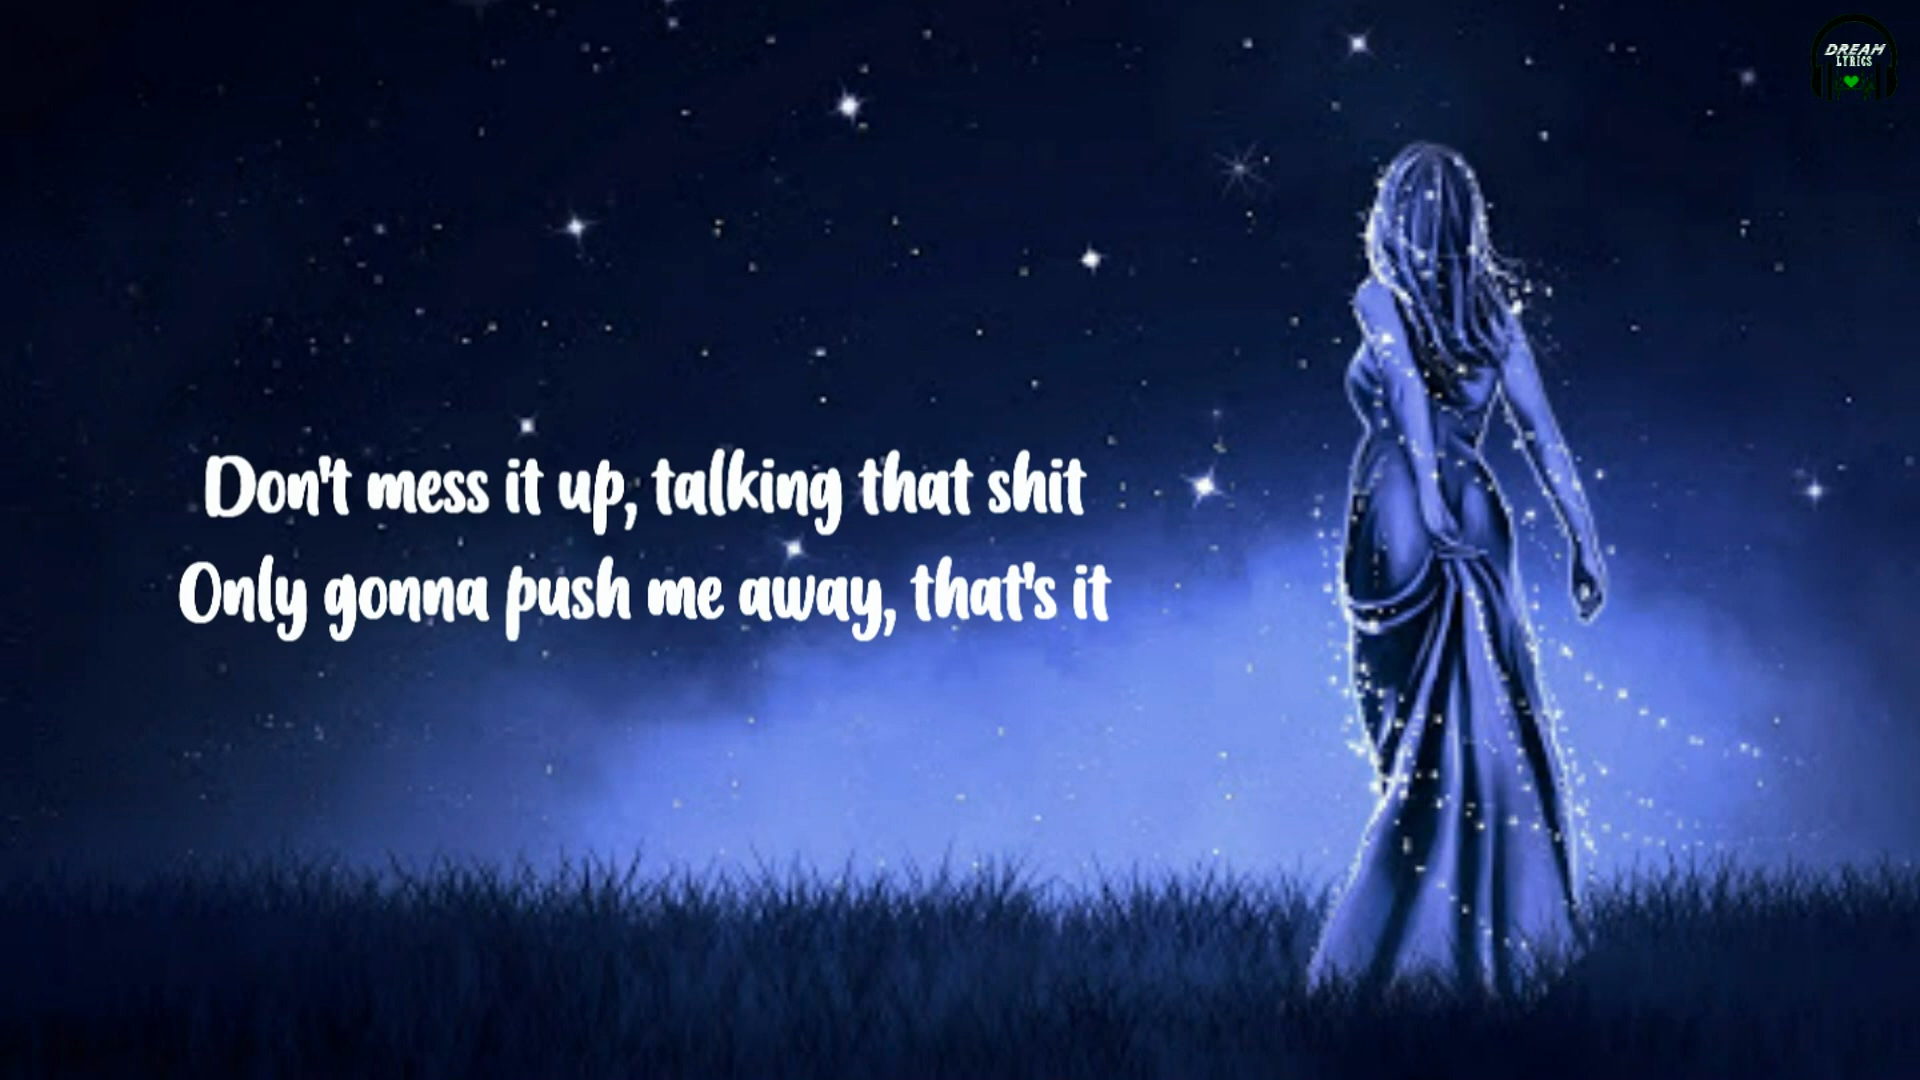 DREAM
LYRICS
Don't mess it up, talking that shit
Only gonna push me away, that's it